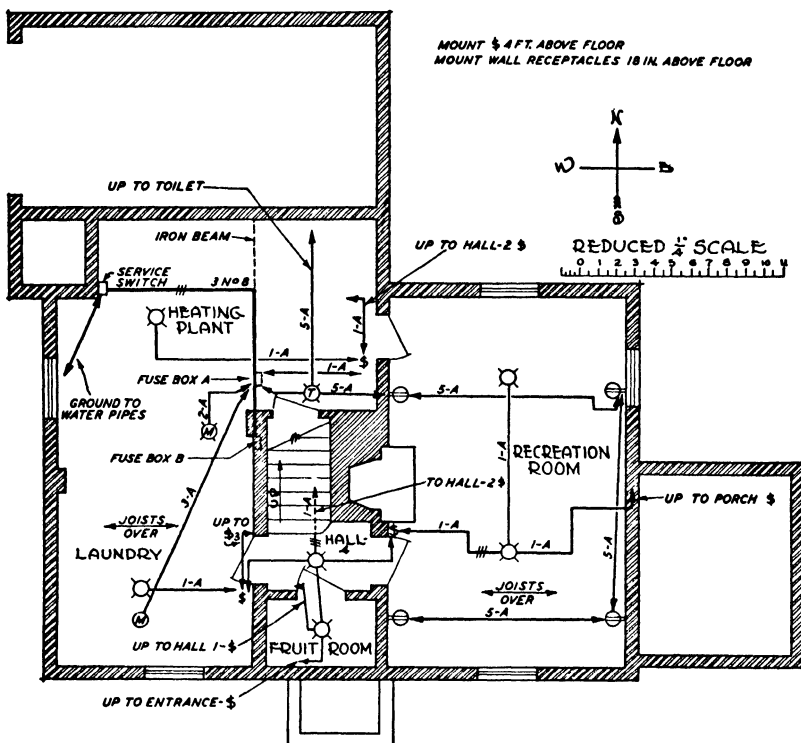 MOUNT $ 4 FT. ABOVE FLOOR
MOUNT WALL RECEPTACLES 18 IN. ABOVE FLOOR
N
W
E
S
UP TO TOILET
IRON BEAM
UP TO HALL-2 $
REDUCED 1/4" SCALE
0 1 2 3 4 5 6 7 8 9 10 11
SERVICE
SWITCH
3 Nº 8
HEATING
PLANT
5-A
1-A
1-A
$
1-A
FUSE BOX A
GROUND TO
WATER PIPES
T
5-A
5-A
2-A
M
FUSE BOX B
1-A
RECREATION
ROOM
3-A
UP
1-A
TO HALL-2 $
UP TO PORCH $
JOISTS
OVER
UP TO
$3
$
1-A
5-A
LAUNDRY
HALL
1-A
JOISTS
OVER
1-A
$
M
5-A
UP TO HALL 1-$
FRUIT ROOM
UP TO ENTRANCE-$